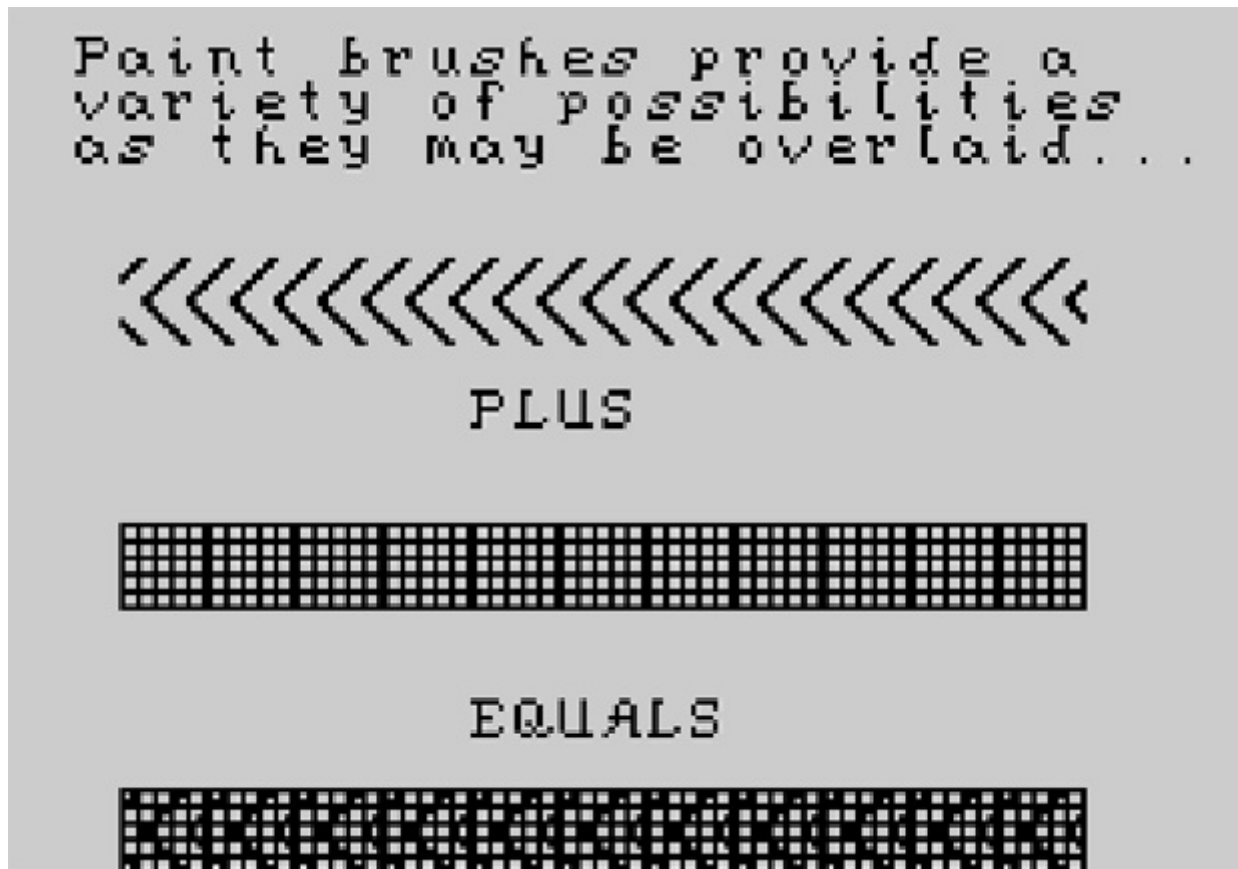 Paint brushes provide a
variety of possibilities
as they may be overlaid...
PLUS
EQUALS